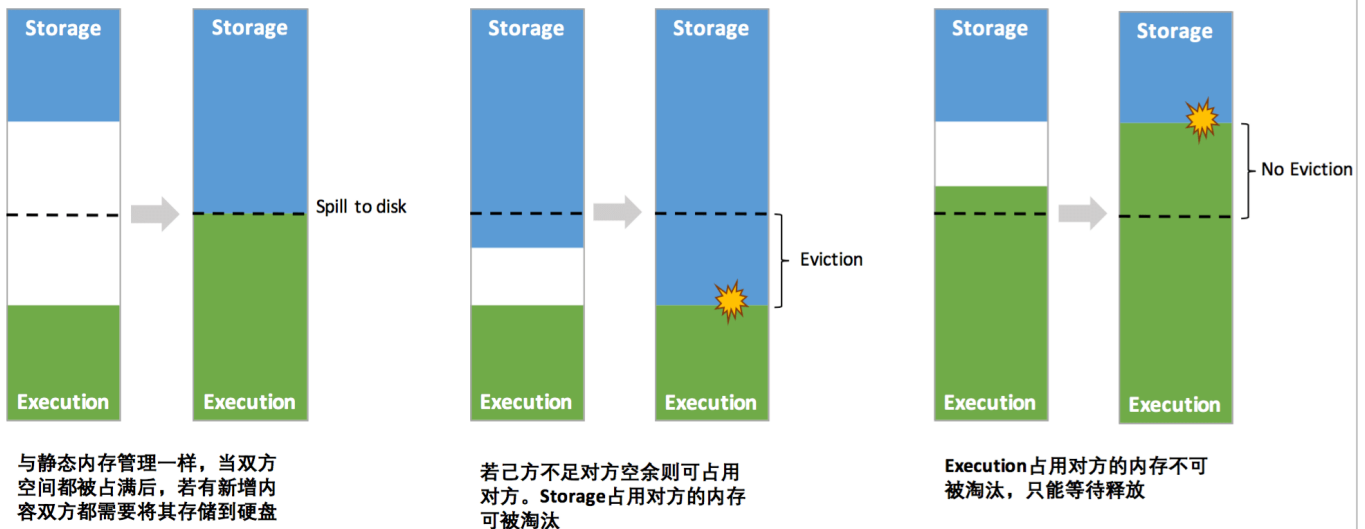 Storage
Storage
Spill to disk
Execution
Execution
与静态内存管理一样，当双方
空间都被占满后，若有新增内
容双方都需要将其存储到硬盘
Storage
Storage
Eviction
Execution
Execution
若己方不足对方空余则可占用
对方。Storage占用对方的内存
可被淘汰
Storage
Storage
No Eviction
Execution
Execution
Execution占用对方的内存不可
被淘汰，只能等待释放